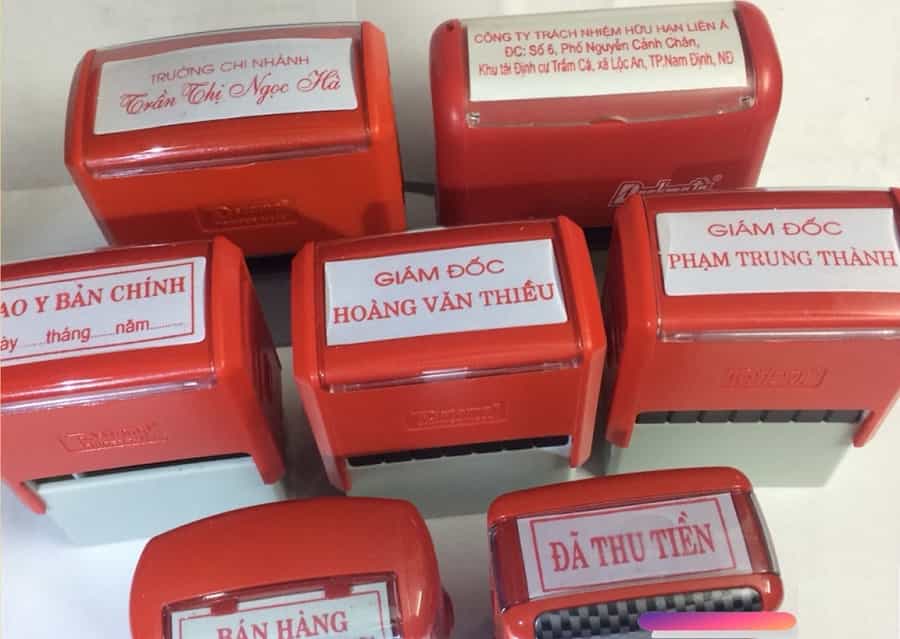 TRƯỞNG CHI NHÁNH
Trần Thị Ngọc Hà
CÔNG TY TRÁCH NHIỆM HỮU HẠN LIÊN Á
ĐC: Số 6, Phố Nguyễn Cảnh Chân,
Khu tái Định cư Trầm Cá, xã Lộc An, TP.Nam Định, NĐ
AO Y BẢN CHÍNH
ày......tháng......năm............
GIÁM ĐỐC
HOÀNG VĂN THIỀU
GIÁM ĐỐC
PHẠM TRUNG THÀNH
BÁN HÀNG
ĐÃ THU TIỀN